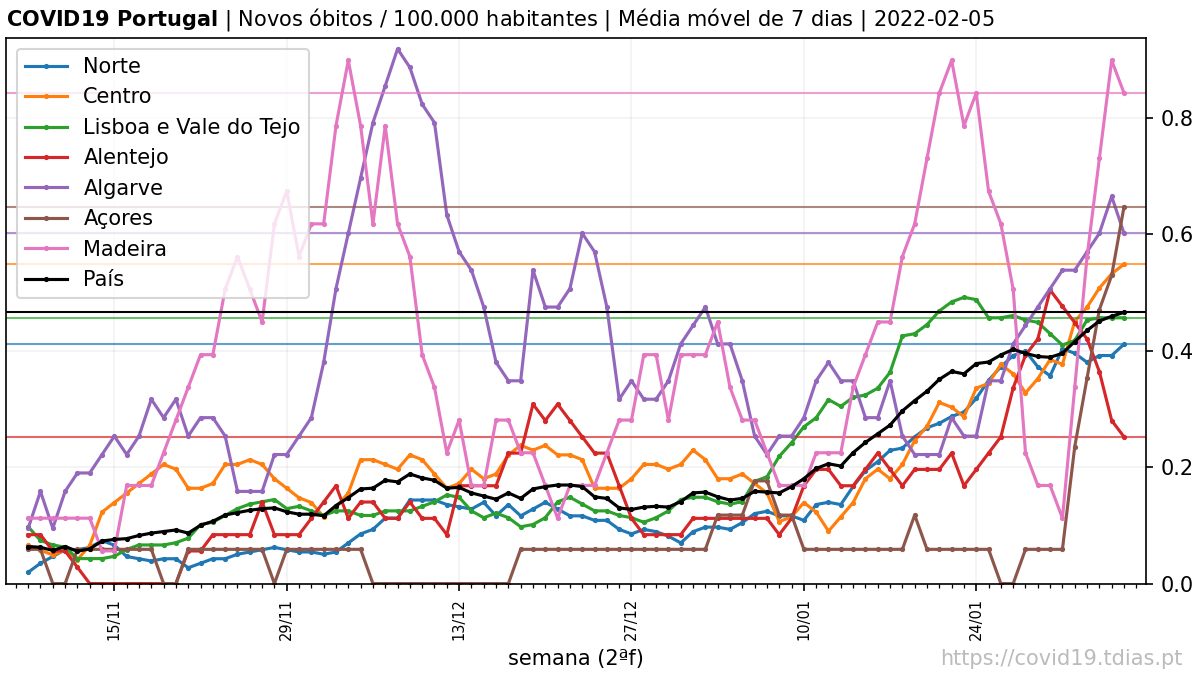 COVID19 Portugal | Novos óbitos / 100.000 habitantes | Média móvel de 7 dias | 2022-02-05
Norte
Centro
Lisboa e Vale do Tejo
Alentejo
Algarve
Açores
Madeira
País
0.8
0.6
0.4
0.2
0.0
15/11
29/11
13/12
27/12
10/01
24/01
semana (2ªf)
https://covid19.tdias.pt